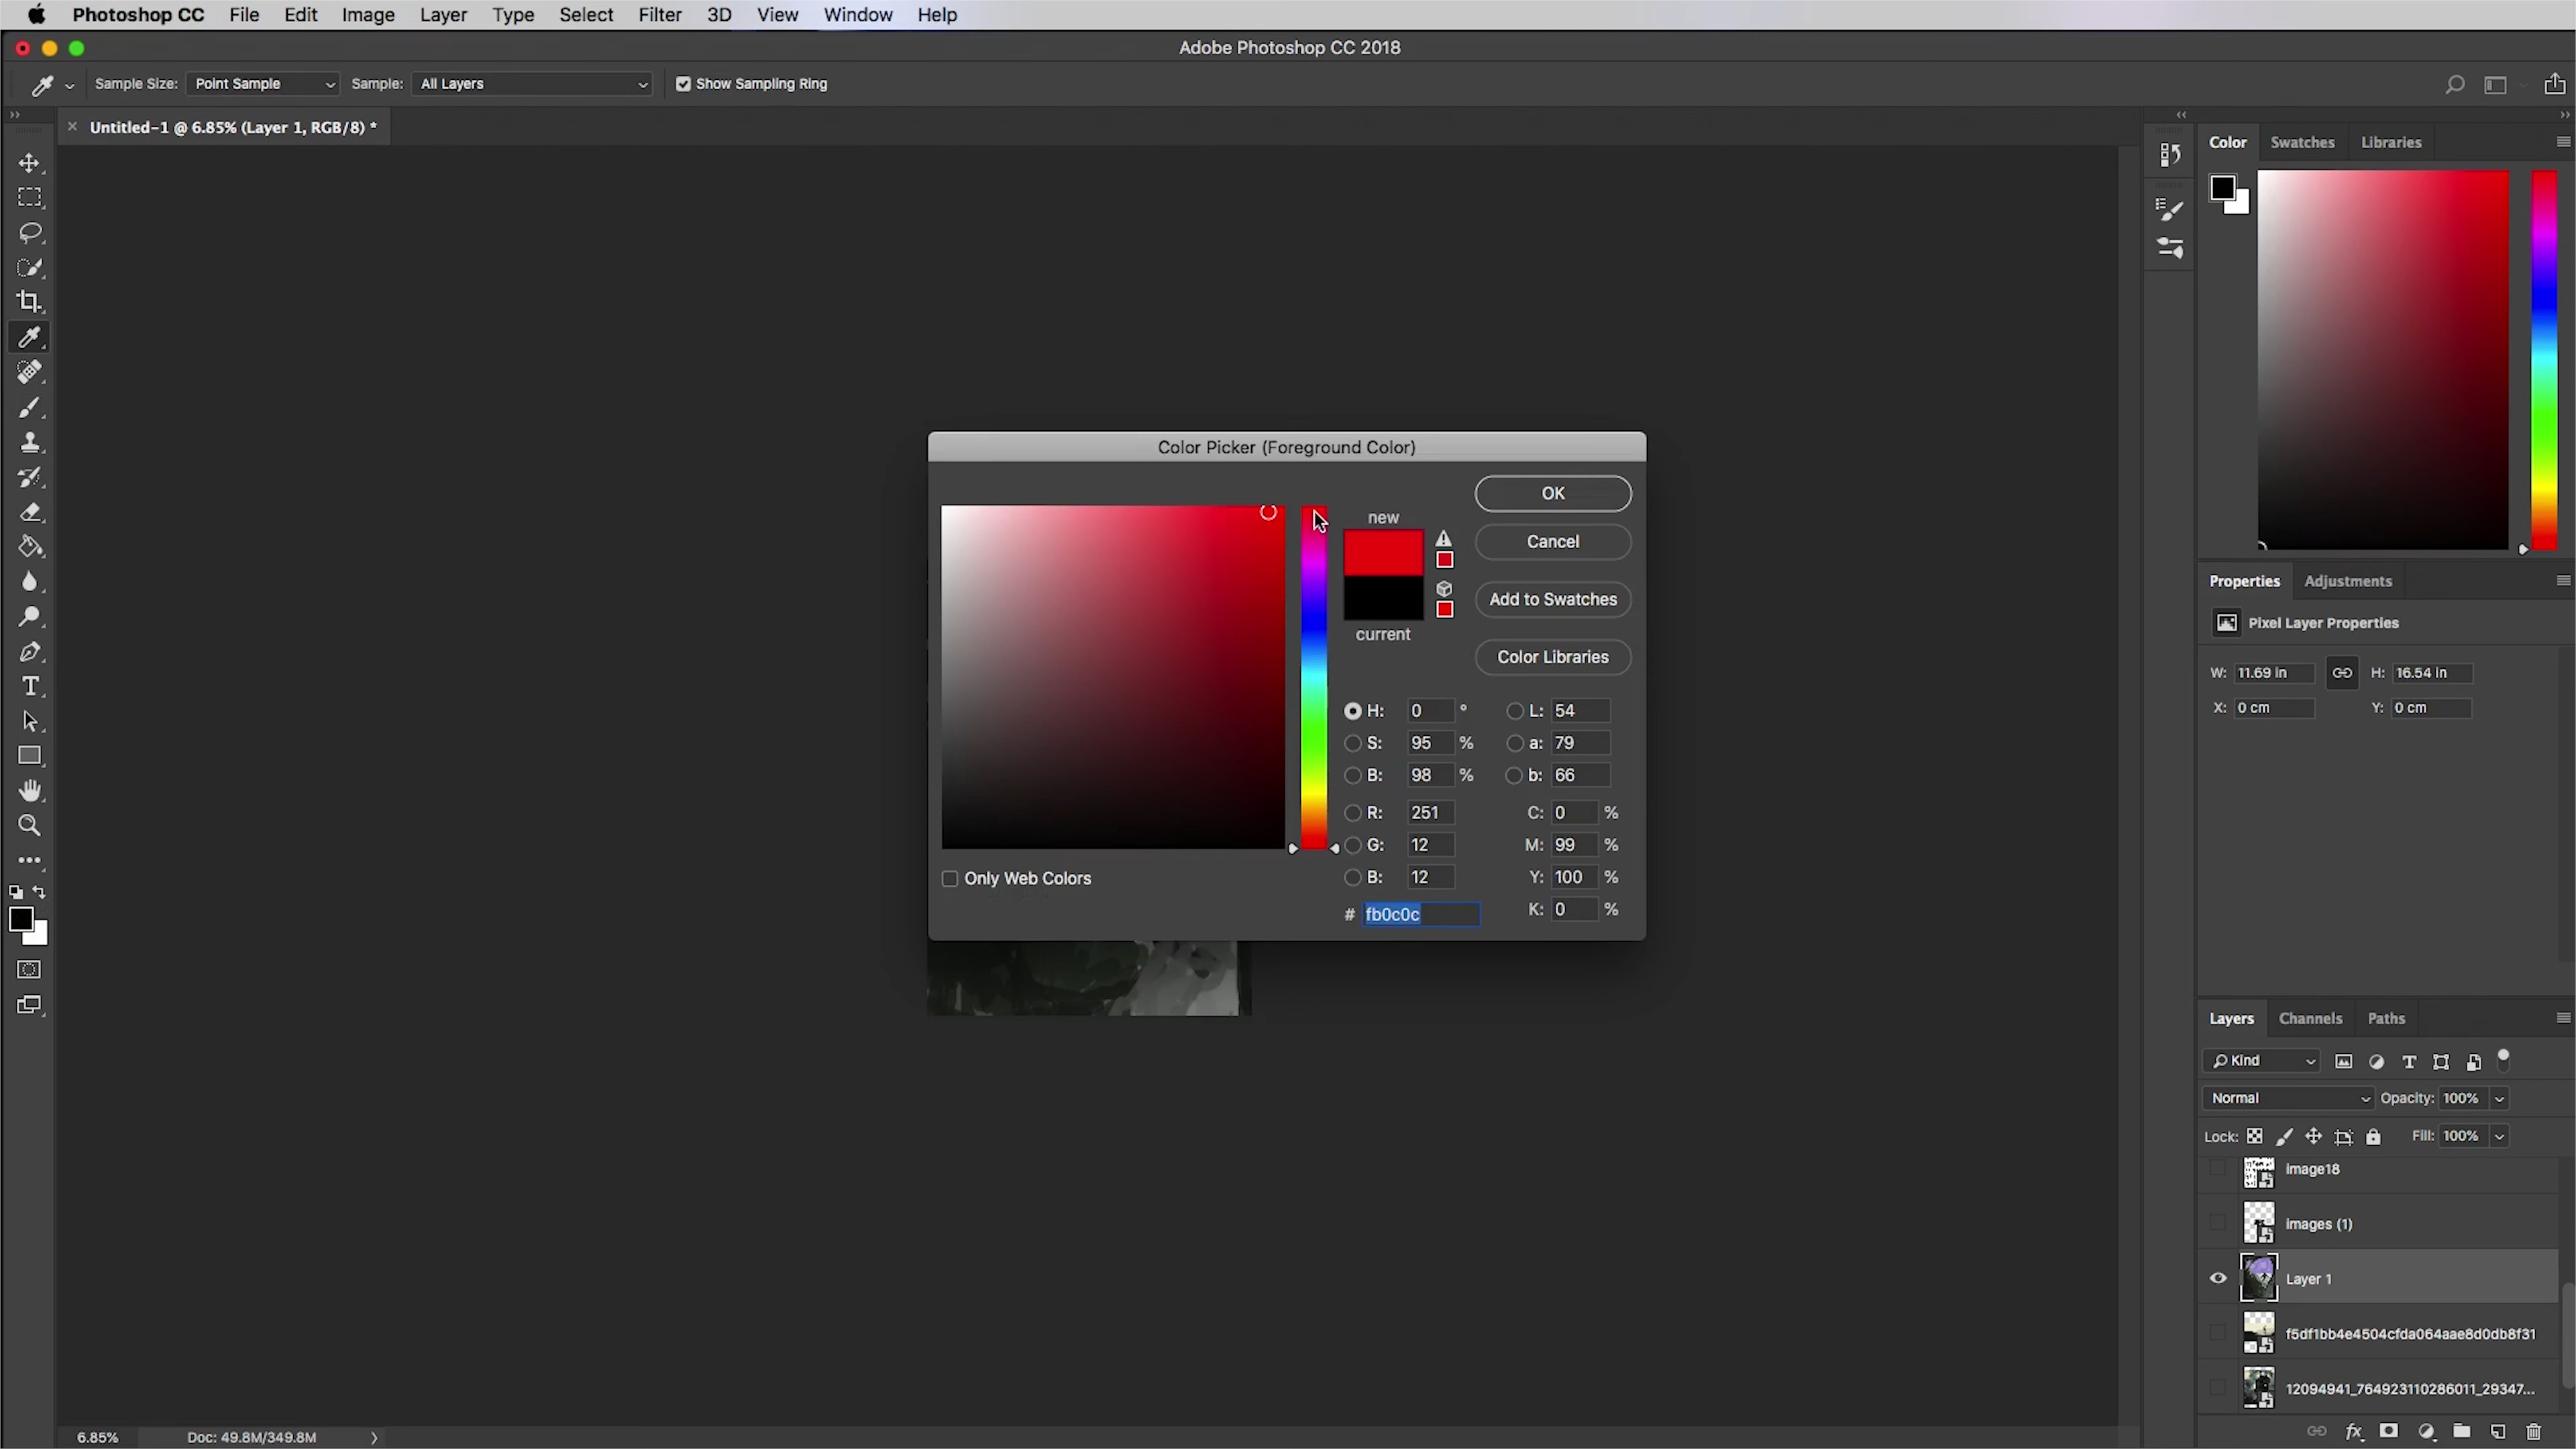 Photoshop CC File Edit Image Layer Type Select Filter 3D View Window Help
Adobe Photoshop CC 2018
Sample Size: Point Sample Sample: All Layers Show Sampling Ring
Untitled-1 @ 6.85% (Layer 1, RGB/8) *
Color Swatches Libraries
Color Picker (Foreground Color)
new
current
OK
Cancel
Add to Swatches
Color Libraries
H: 0 °
S: 95 %
B: 98 %
R: 251
G: 12
B: 12
# fb0c0c
L: 54
a: 79
b: 66
C: 0 %
M: 99 %
Y: 100 %
K: 0 %
Only Web Colors
Properties Adjustments
Pixel Layer Properties
W: 11.69 in H: 16.54 in
X: 0 cm Y: 0 cm
Layers Channels Paths
Kind
Normal Opacity: 100%
Lock: Fill: 100%
image18
images (1)
Layer 1
f5df1bb4e4504cfda064aae8d0db8f31
12094941_764923110286011_29347...
6.85% Doc: 49.8M/349.8M